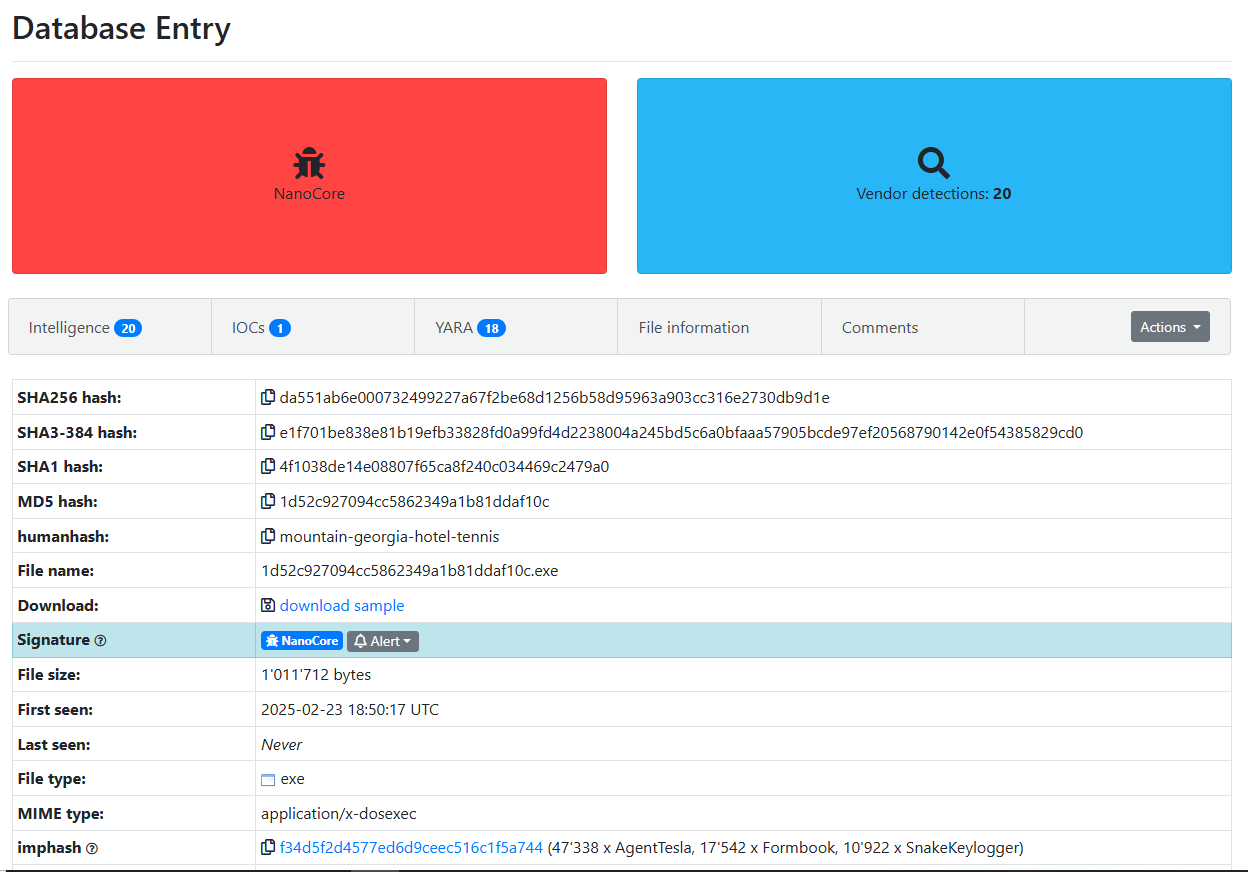 Database Entry
NanoCore
Vendor detections: 20
Intelligence 20 IOCs 1 YARA 18 File information Comments Actions
SHA256 hash: da551ab6e000732499227a67f2be68d1256b58d95963a903cc316e2730db9d1e
SHA3-384 hash: e1f701be838e81b19efb33828fd0a99fd4d2238004a245bd5c6a0bfaaa57905bcde97ef20568790142e0f54385829cd0
SHA1 hash: 4f1038de14e08807f65ca8f240c034469c2479a0
MD5 hash: 1d52c927094cc5862349a1b81ddaf10c
humanhash: mountain-georgia-hotel-tennis
File name: 1d52c927094cc5862349a1b81ddaf10c.exe
Download: download sample
Signature NanoCore Alert
File size: 1'011'712 bytes
First seen: 2025-02-23 18:50:17 UTC
Last seen: Never
File type: exe
MIME type: application/x-dosexec
imphash f34d5f2d4577ed6d9ceec516c1f5a744 (47'338 x AgentTesla, 17'542 x Formbook, 10'922 x SnakeKeylogger)